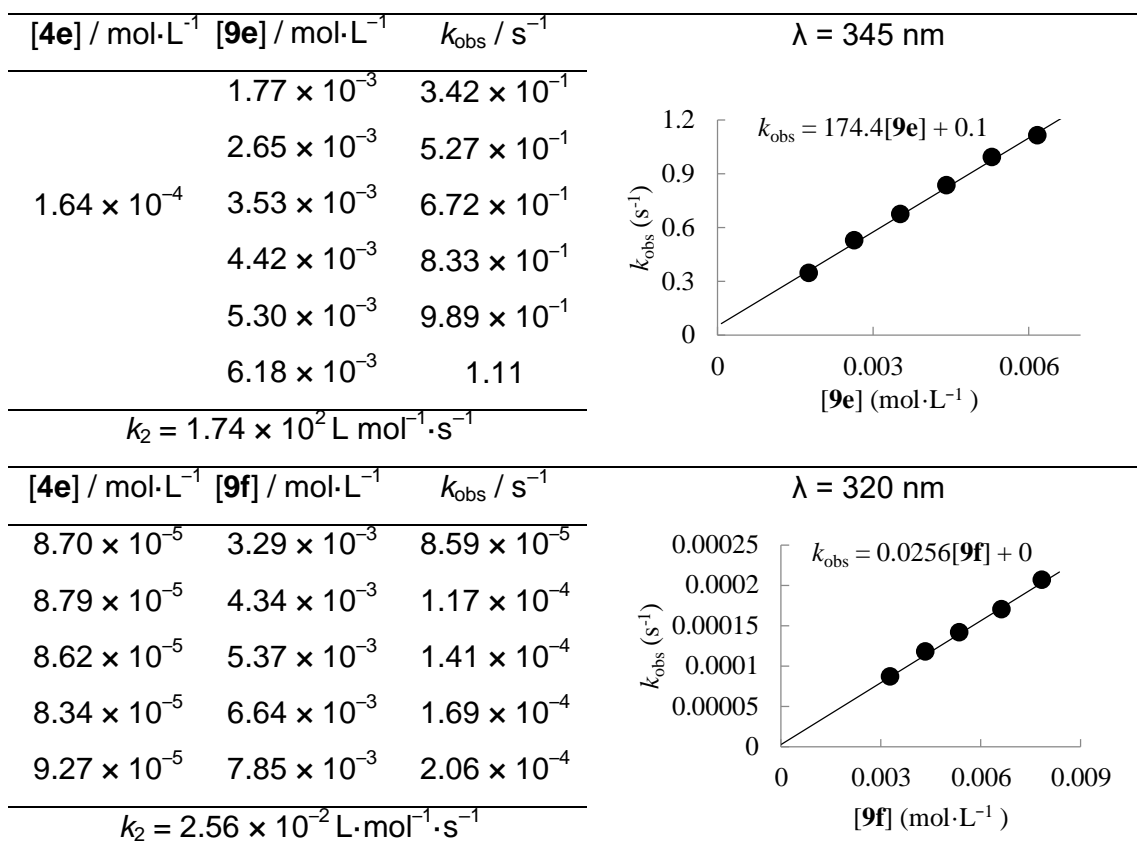 [4e] / mol·L⁻¹ [9e] / mol·L⁻¹ k_obs / s⁻¹ λ = 345 nm
1.77 × 10⁻³ 3.42 × 10⁻¹
2.65 × 10⁻³ 5.27 × 10⁻¹
1.64 × 10⁻⁴ 3.53 × 10⁻³ 6.72 × 10⁻¹
4.42 × 10⁻³ 8.33 × 10⁻¹
5.30 × 10⁻³ 9.89 × 10⁻¹
6.18 × 10⁻³ 1.11
k₂ = 1.74 × 10² L mol⁻¹·s⁻¹
k_obs = 174.4[9e] + 0.1
1.2
0.9
0.6
0.3
0
k_obs (s⁻¹)
0 0.003 0.006
[9e] (mol·L⁻¹ )
[4e] / mol·L⁻¹ [9f] / mol·L⁻¹ k_obs / s⁻¹ λ = 320 nm
8.70 × 10⁻⁵ 3.29 × 10⁻³ 8.59 × 10⁻⁵
8.79 × 10⁻⁵ 4.34 × 10⁻³ 1.17 × 10⁻⁴
8.62 × 10⁻⁵ 5.37 × 10⁻³ 1.41 × 10⁻⁴
8.34 × 10⁻⁵ 6.64 × 10⁻³ 1.69 × 10⁻⁴
9.27 × 10⁻⁵ 7.85 × 10⁻³ 2.06 × 10⁻⁴
k₂ = 2.56 × 10⁻² L·mol⁻¹·s⁻¹
k_obs = 0.0256[9f] + 0
0.00025
0.0002
0.00015
0.0001
0.00005
0
k_obs (s⁻¹)
0 0.003 0.006 0.009
[9f] (mol·L⁻¹ )